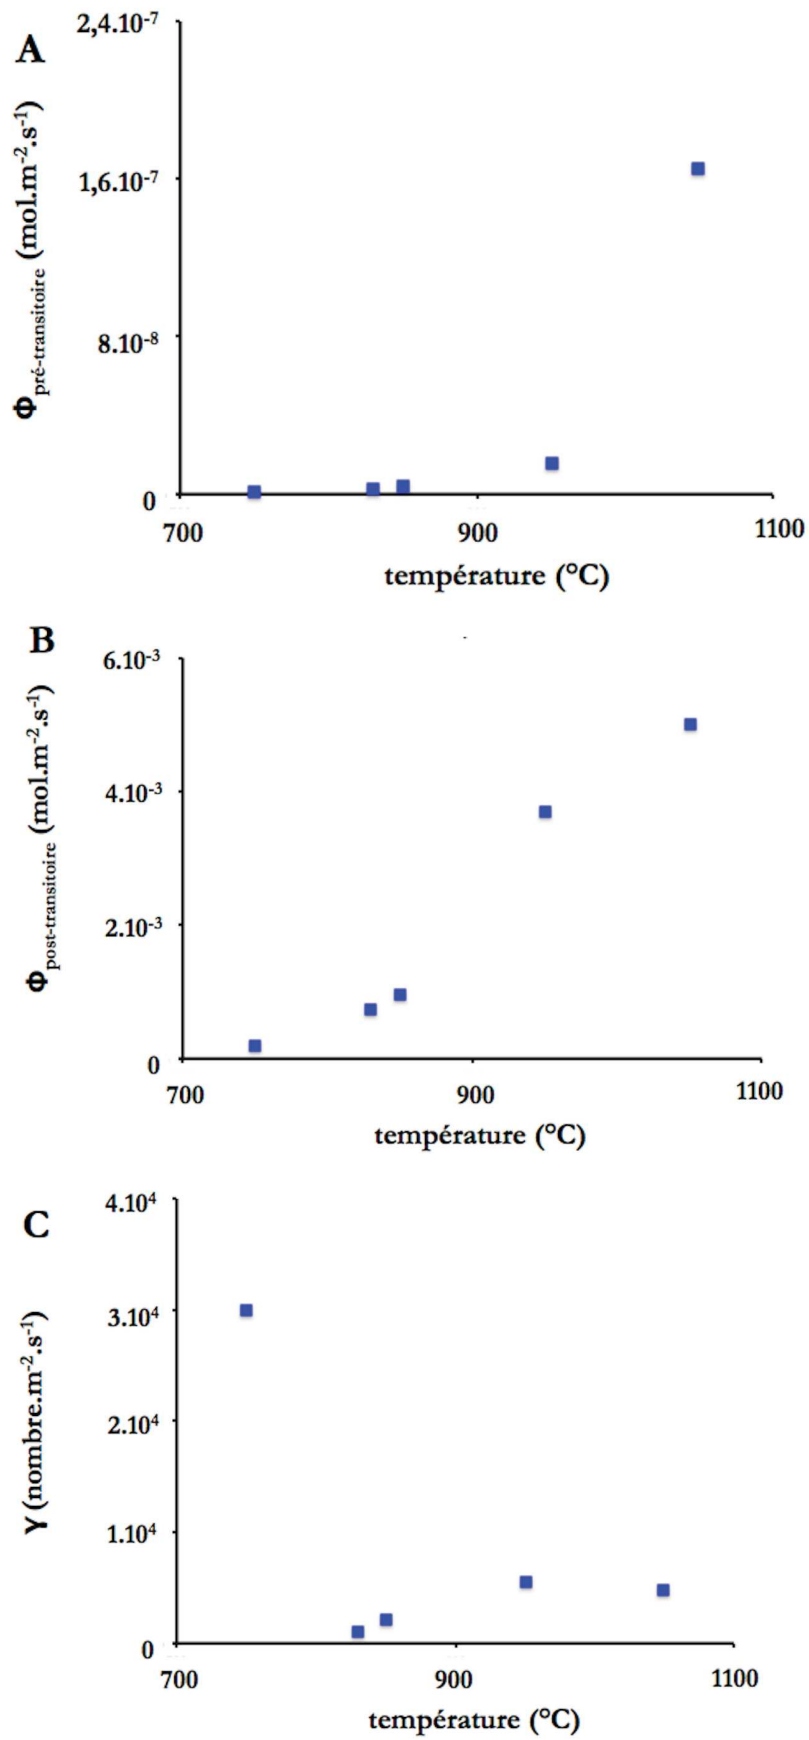 A
Φpré-transitoire (mol.m-2.s-1)
2,4.10-7
1,6.10-7
8.10-8
0
700 900 1100
température (°C)
B
Φpost-transitoire (mol.m-2.s-1)
6.10-3
4.10-3
2.10-3
0
700 900 1100
température (°C)
C
γ (nombre.m-2.s-1)
4.104
3.104
2.104
1.104
0
700 900 1100
température (°C)